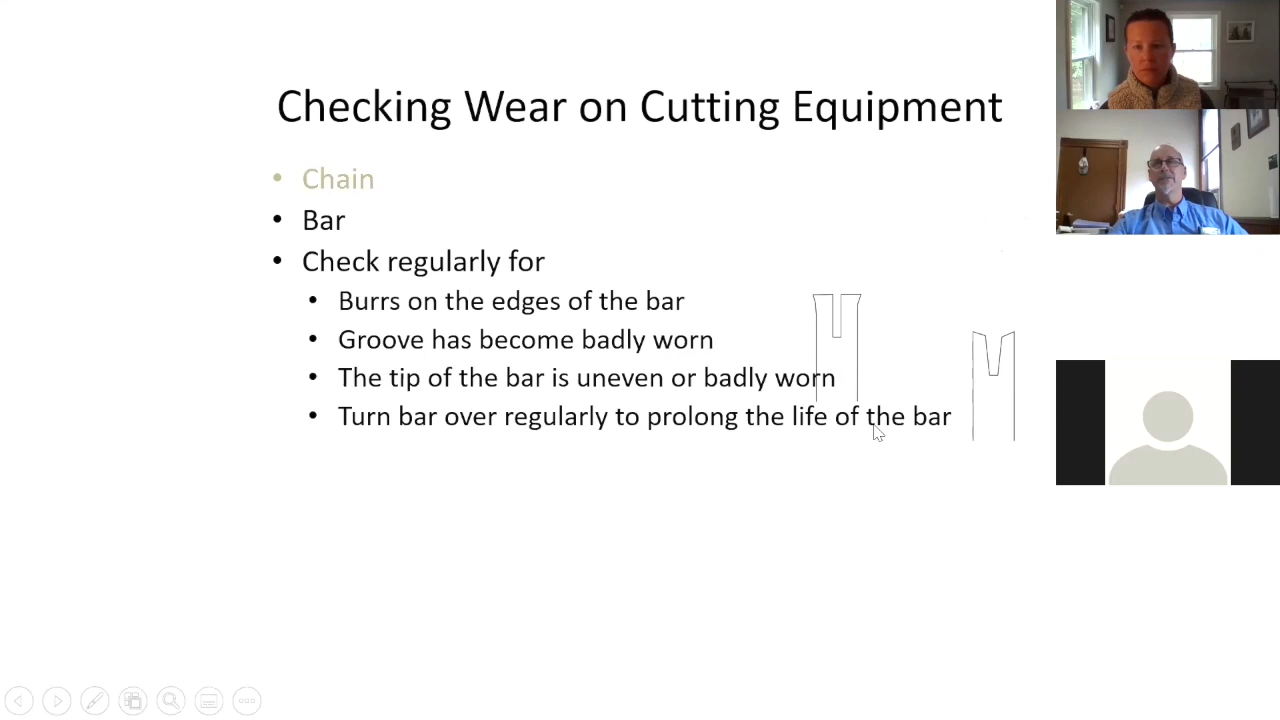 Checking Wear on Cutting Equipment
• Chain
• Bar
• Check regularly for
• Burrs on the edges of the bar
• Groove has become badly worn
• The tip of the bar is uneven or badly worn
• Turn bar over regularly to prolong the life of the bar